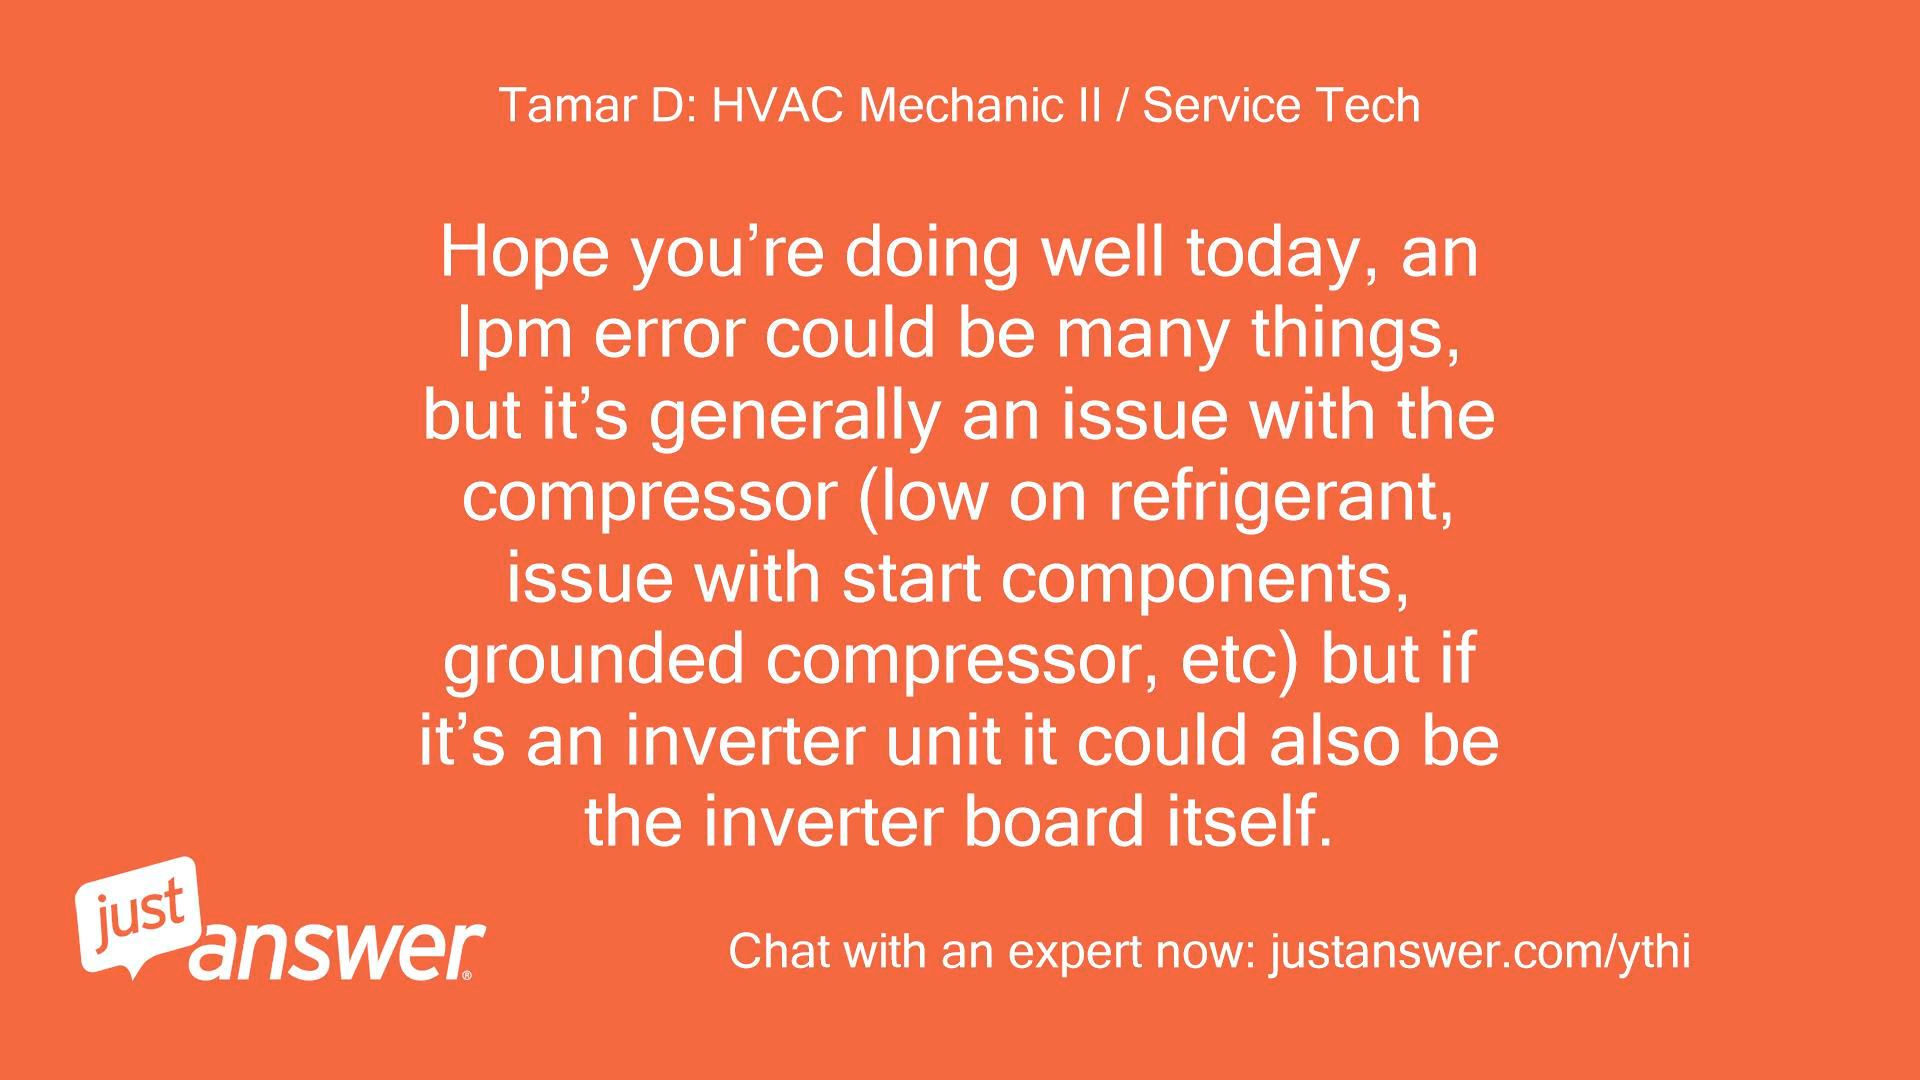 Tamar D: HVAC Mechanic II / Service Tech
Hope you’re doing well today, an
Ipm error could be many things,
but it’s generally an issue with the
compressor (low on refrigerant,
issue with start components,
grounded compressor, etc) but if
it’s an inverter unit it could also be
the inverter board itself.
just
answer®
Chat with an expert now: justanswer.com/ythi